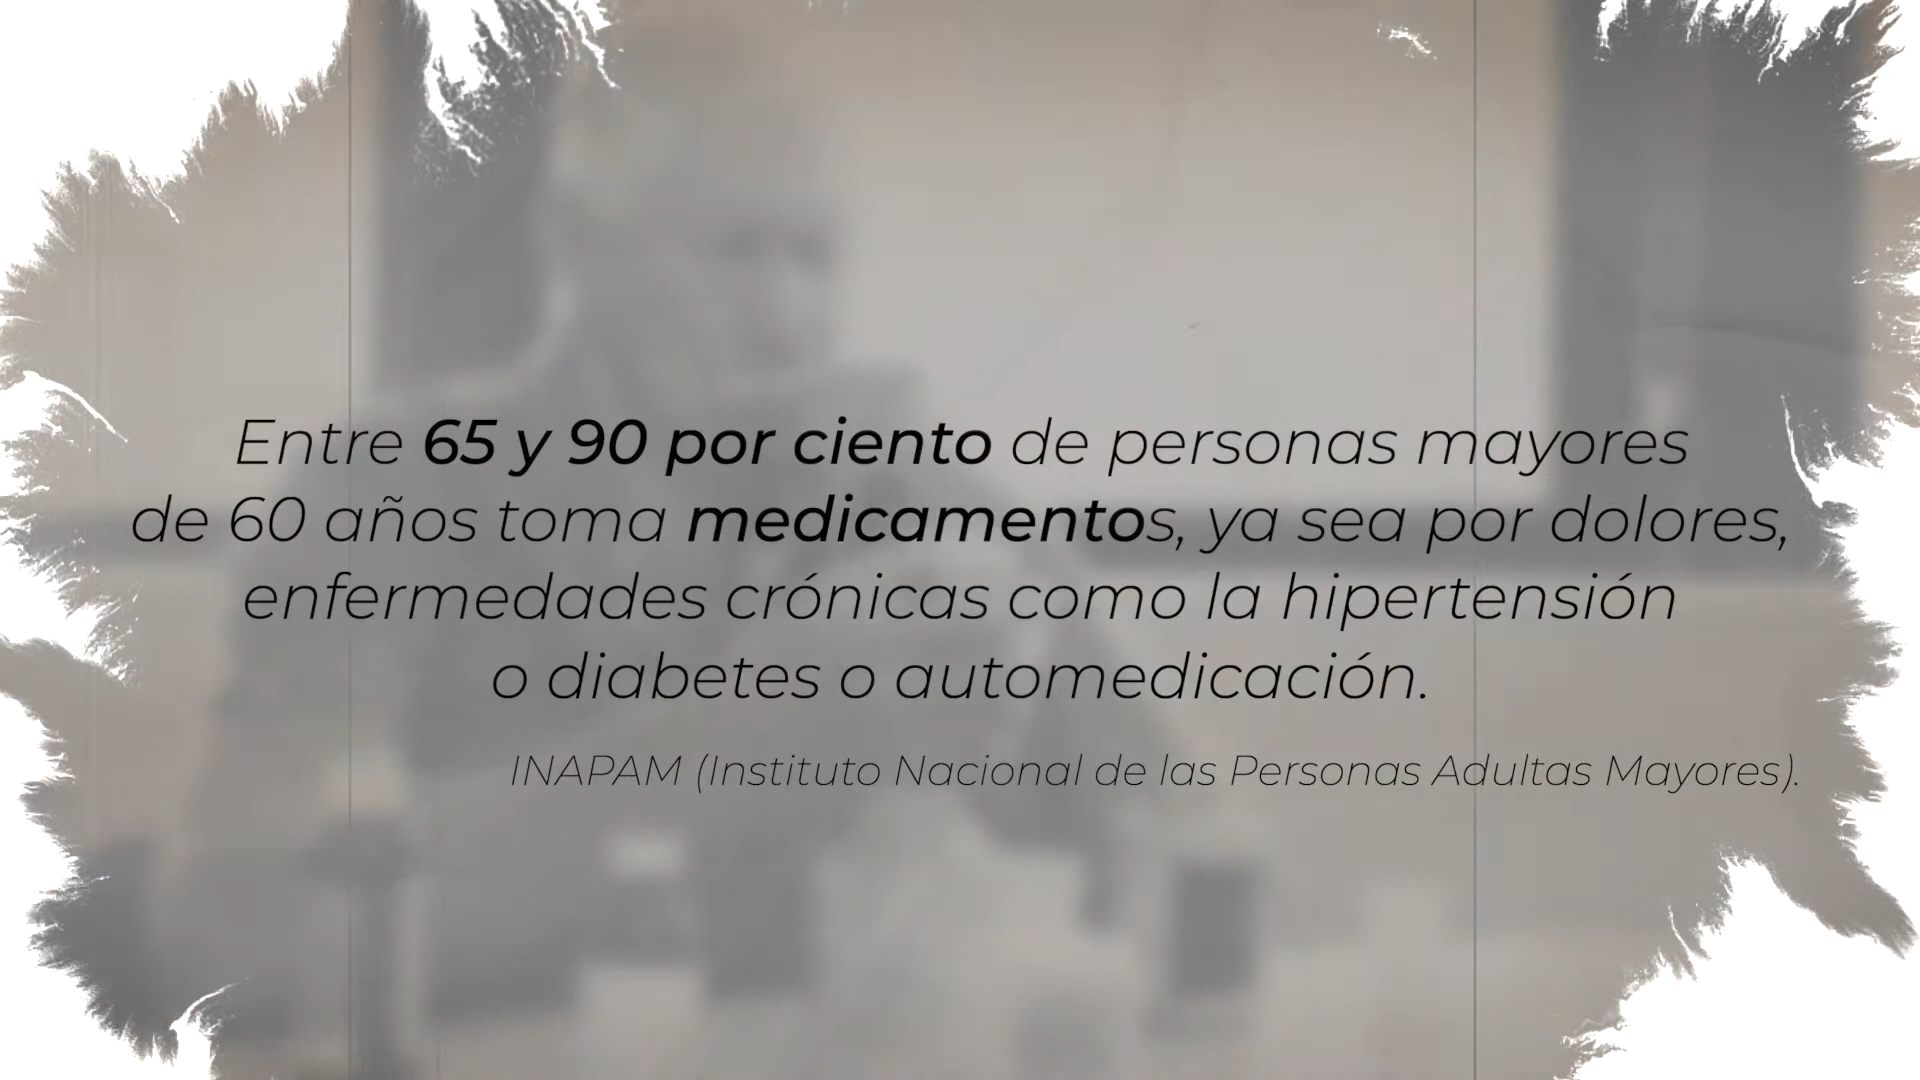 Entre 65 y 90 por ciento de personas mayores
de 60 años toma medicamentos, ya sea por dolores,
enfermedades crónicas como la hipertensión
o diabetes o automedicación.
INAPAM (Instituto Nacional de las Personas Adultas Mayores).